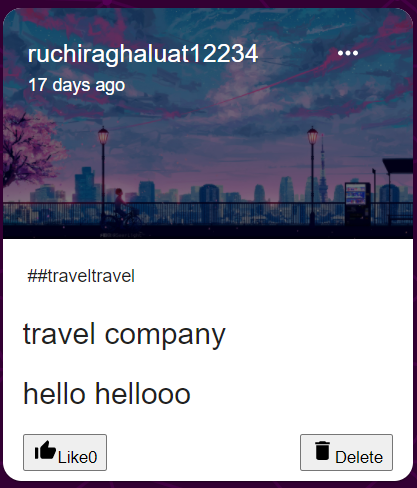 ruchiraghaluat12234
17 days ago
##traveltravel
travel company
hello hellooo
Like0
Delete